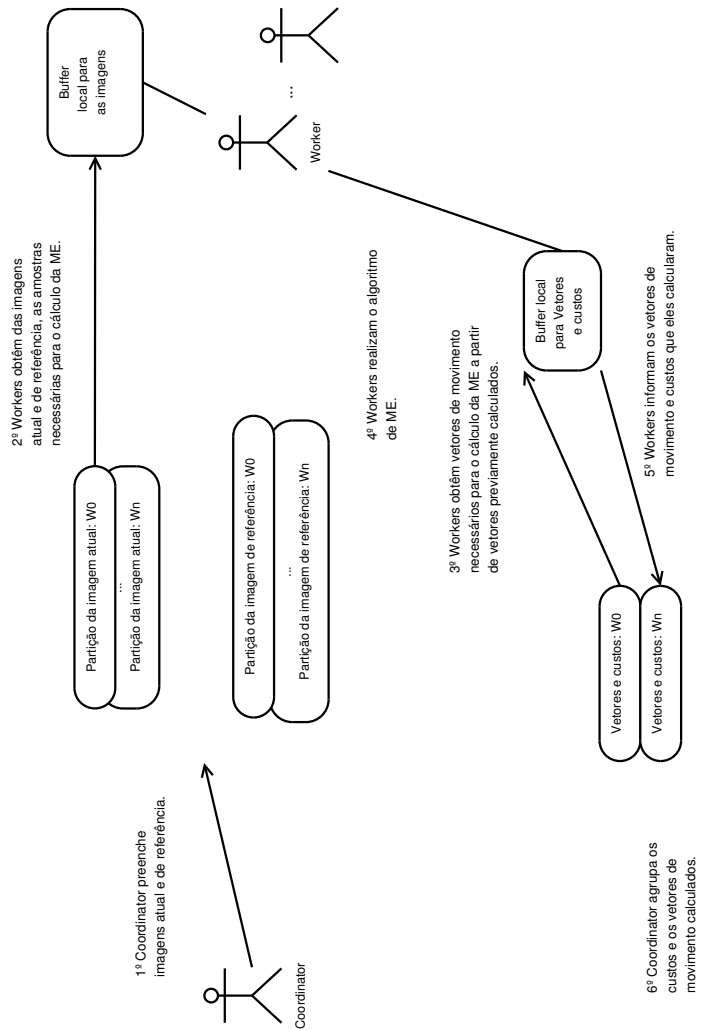 1º Coordinator preenche
imagens atual e de referência.
Coordinator
2º Workers obtêm das imagens
atual e de referência, as amostras
necessárias para o cálculo da ME.
Partição da imagem atual: W0
...
Partição da imagem atual: Wn
Partição da imagem de referência: W0
...
Partição da imagem de referência: Wn
Buffer
local para
as imagens
...
Worker
4º Workers realizam o algoritmo
de ME.
3º Workers obtêm vetores de movimento
necessários para o cálculo da ME a partir
de vetores previamente calculados.
Buffer local
para Vetores
e custos
Vetores e custos: W0
Vetores e custos: Wn
5º Workers informam os vetores de
movimento e custos que eles calcularam.
6º Coordinator agrupa os
custos e os vetores de
movimento calculados.